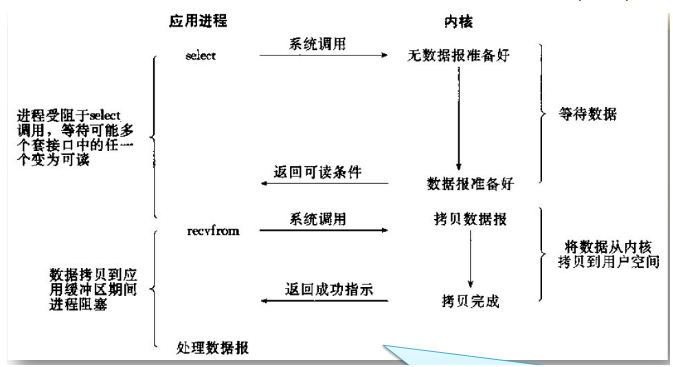 应用进程
内核
select
系统调用
无数据报准备好
进程受阻于select
调用，等待可能多
个套接口中的任一
个变为可读
等待数据
返回可读条件
数据报准备好
recvfrom
系统调用
拷贝数据报
数据拷贝到应
用缓冲区期间
进程阻塞
将数据从内核
拷贝到用户空间
返回成功指示
拷贝完成
处理数据报